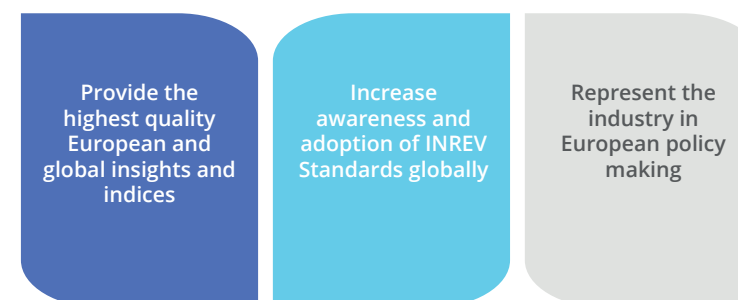 Provide the
highest quality
European and
global insights and
indices
Increase
awareness and
adoption of INREV
Standards globally
Represent the
industry in
European policy
making